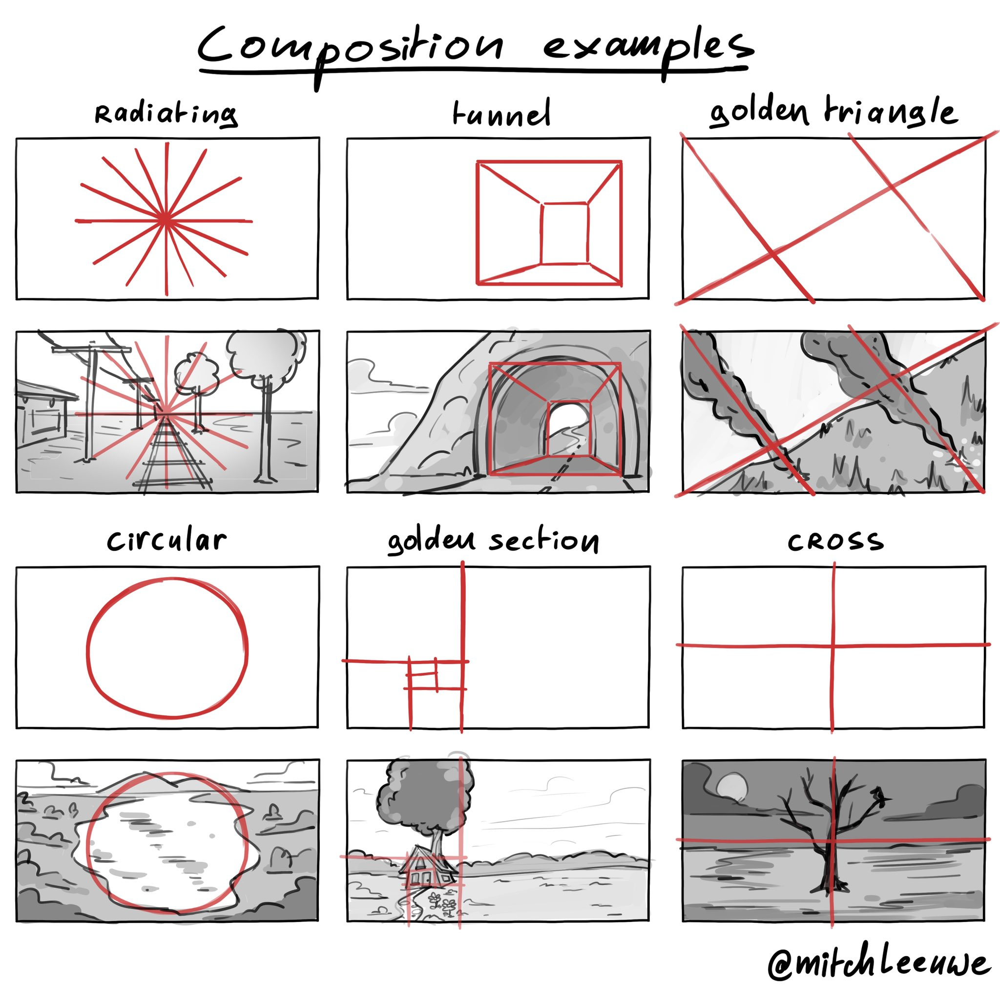 Composition examples
Radiating
tunnel
golden triangle
circular
golden section
CROSS
@mitchleeuwe